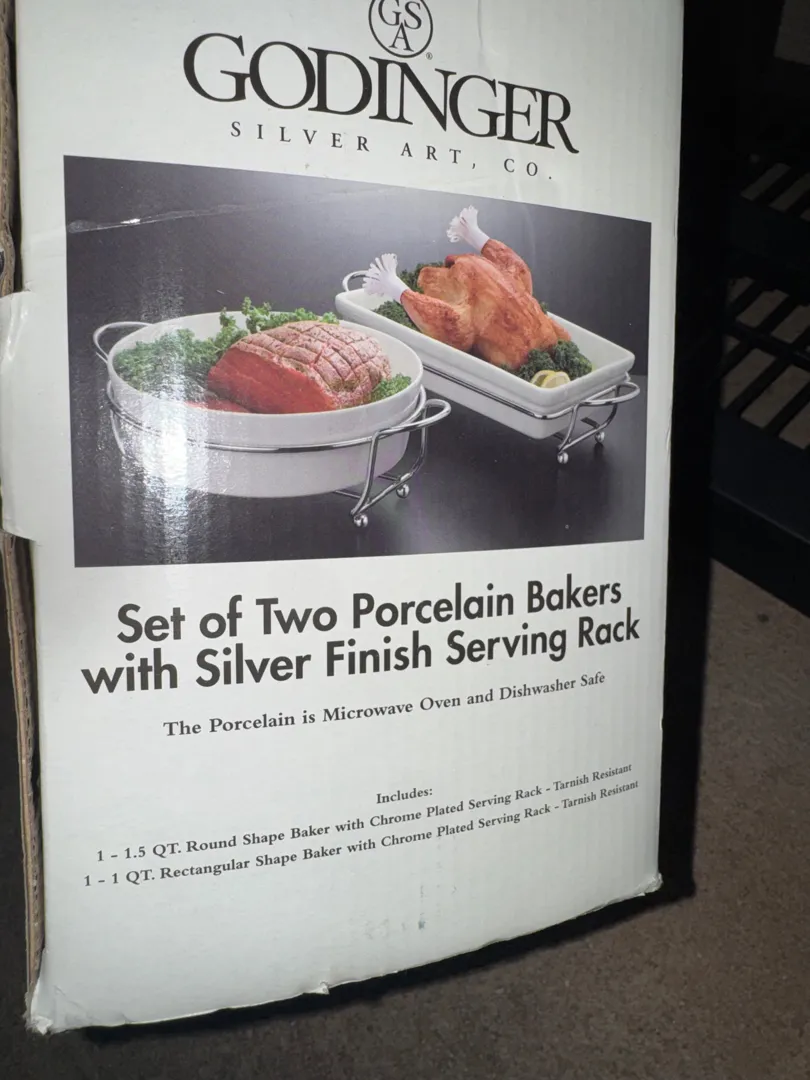 GSA
GODINGER®
SILVER ART, CO.
Set of Two Porcelain Bakers
with Silver Finish Serving Rack
The Porcelain is Microwave Oven and Dishwasher Safe
Includes:
1 - 1.5 QT. Round Shape Baker with Chrome Plated Serving Rack - Tarnish Resistant
1 - 1 QT. Rectangular Shape Baker with Chrome Plated Serving Rack - Tarnish Resistant